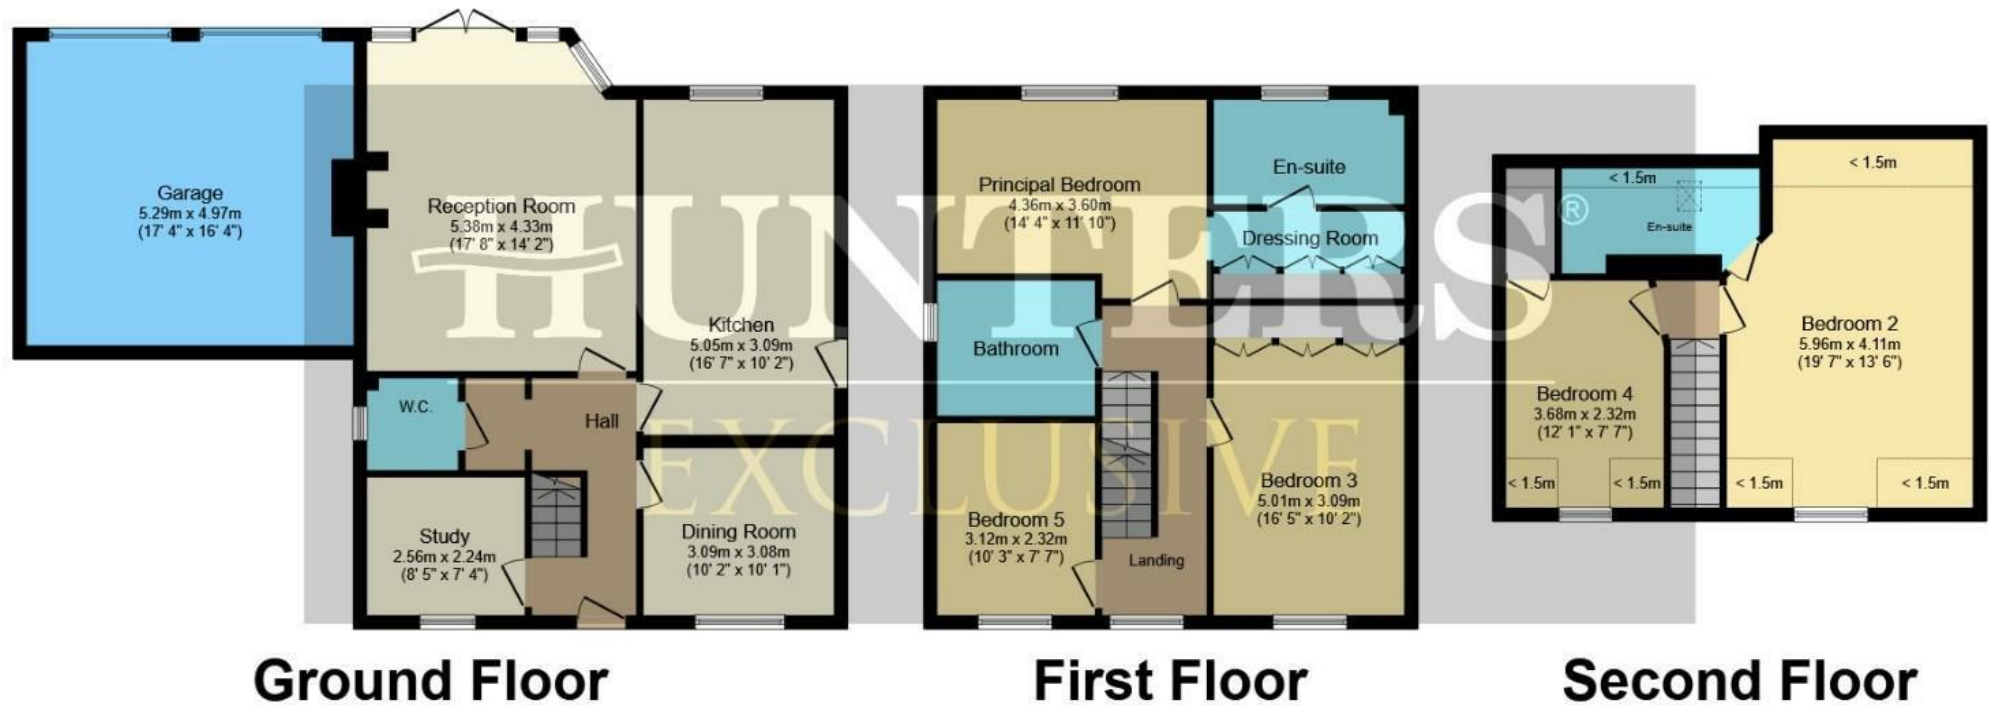 Garage
5.29m x 4.97m
(17' 4" x 16' 4")
Reception Room
5.38m x 4.33m
(17' 8" x 14' 2")
Kitchen
5.05m x 3.09m
(16' 7" x 10' 2")
W.C.
Hall
Study
2.56m x 2.24m
(8' 5" x 7' 4")
Dining Room
3.09m x 3.08m
(10' 2" x 10' 1")
Principal Bedroom
4.36m x 3.60m
(14' 4" x 11' 10")
En-suite
Dressing Room
Bathroom
Bedroom 5
3.12m x 2.32m
(10' 3" x 7' 7")
Landing
Bedroom 3
5.01m x 3.09m
(16' 5" x 10' 2")
< 1.5m
< 1.5m
En-suite
Bedroom 2
5.96m x 4.11m
(19' 7" x 13' 6")
Bedroom 4
3.68m x 2.32m
(12' 1" x 7' 7")
< 1.5m
< 1.5m
< 1.5m
< 1.5m
HUNTERS®
EXCLUSIVE
Ground Floor
First Floor
Second Floor